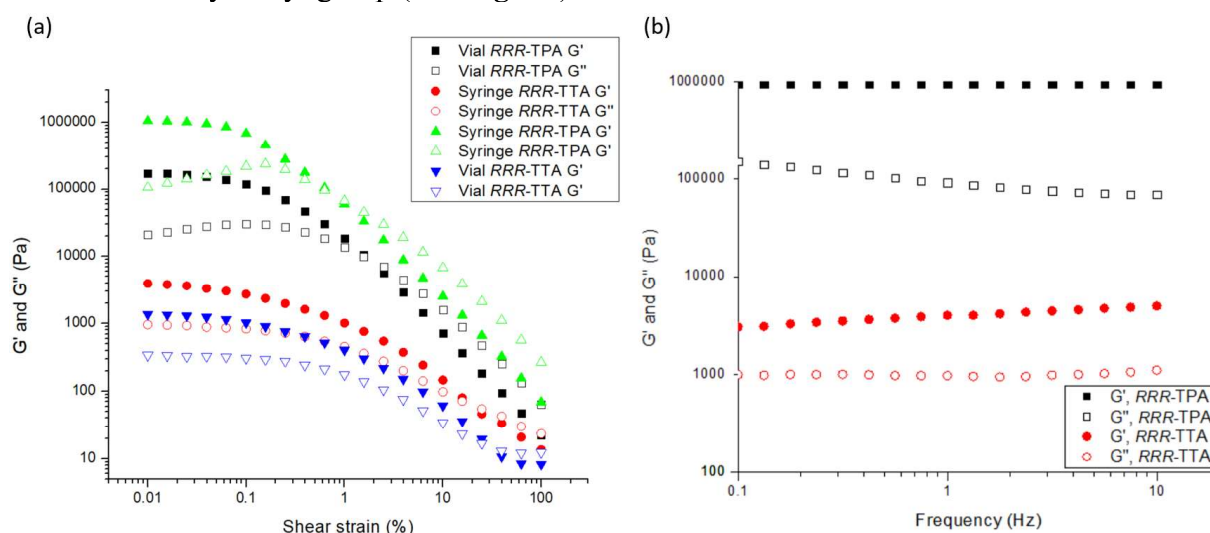 (a)
Vial RRR-TPA G'
Vial RRR-TPA G''
Syringe RRR-TTA G'
Syringe RRR-TTA G''
Syringe RRR-TPA G'
Syringe RRR-TPA G'
Vial RRR-TTA G'
Vial RRR-TTA G'
1000000
100000
10000
1000
100
10
G' and G'' (Pa)
0.01
0.1
1
10
100
Shear strain (%)
(b)
1000000
100000
10000
1000
100
G' and G'' (Pa)
G', RRR-TPA
G'', RRR-TPA
G', RRR-TTA
G'', RRR-TTA
0.1
1
10
Frequency (Hz)